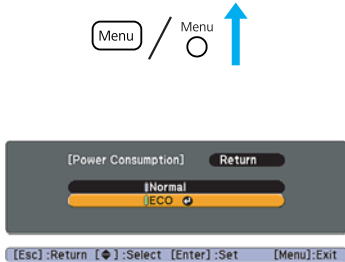 Menu / Menu
[Power Consumption] Return
Normal
ECO
[Esc] :Return [◆] :Select [Enter] :Set [Menu]:Exit